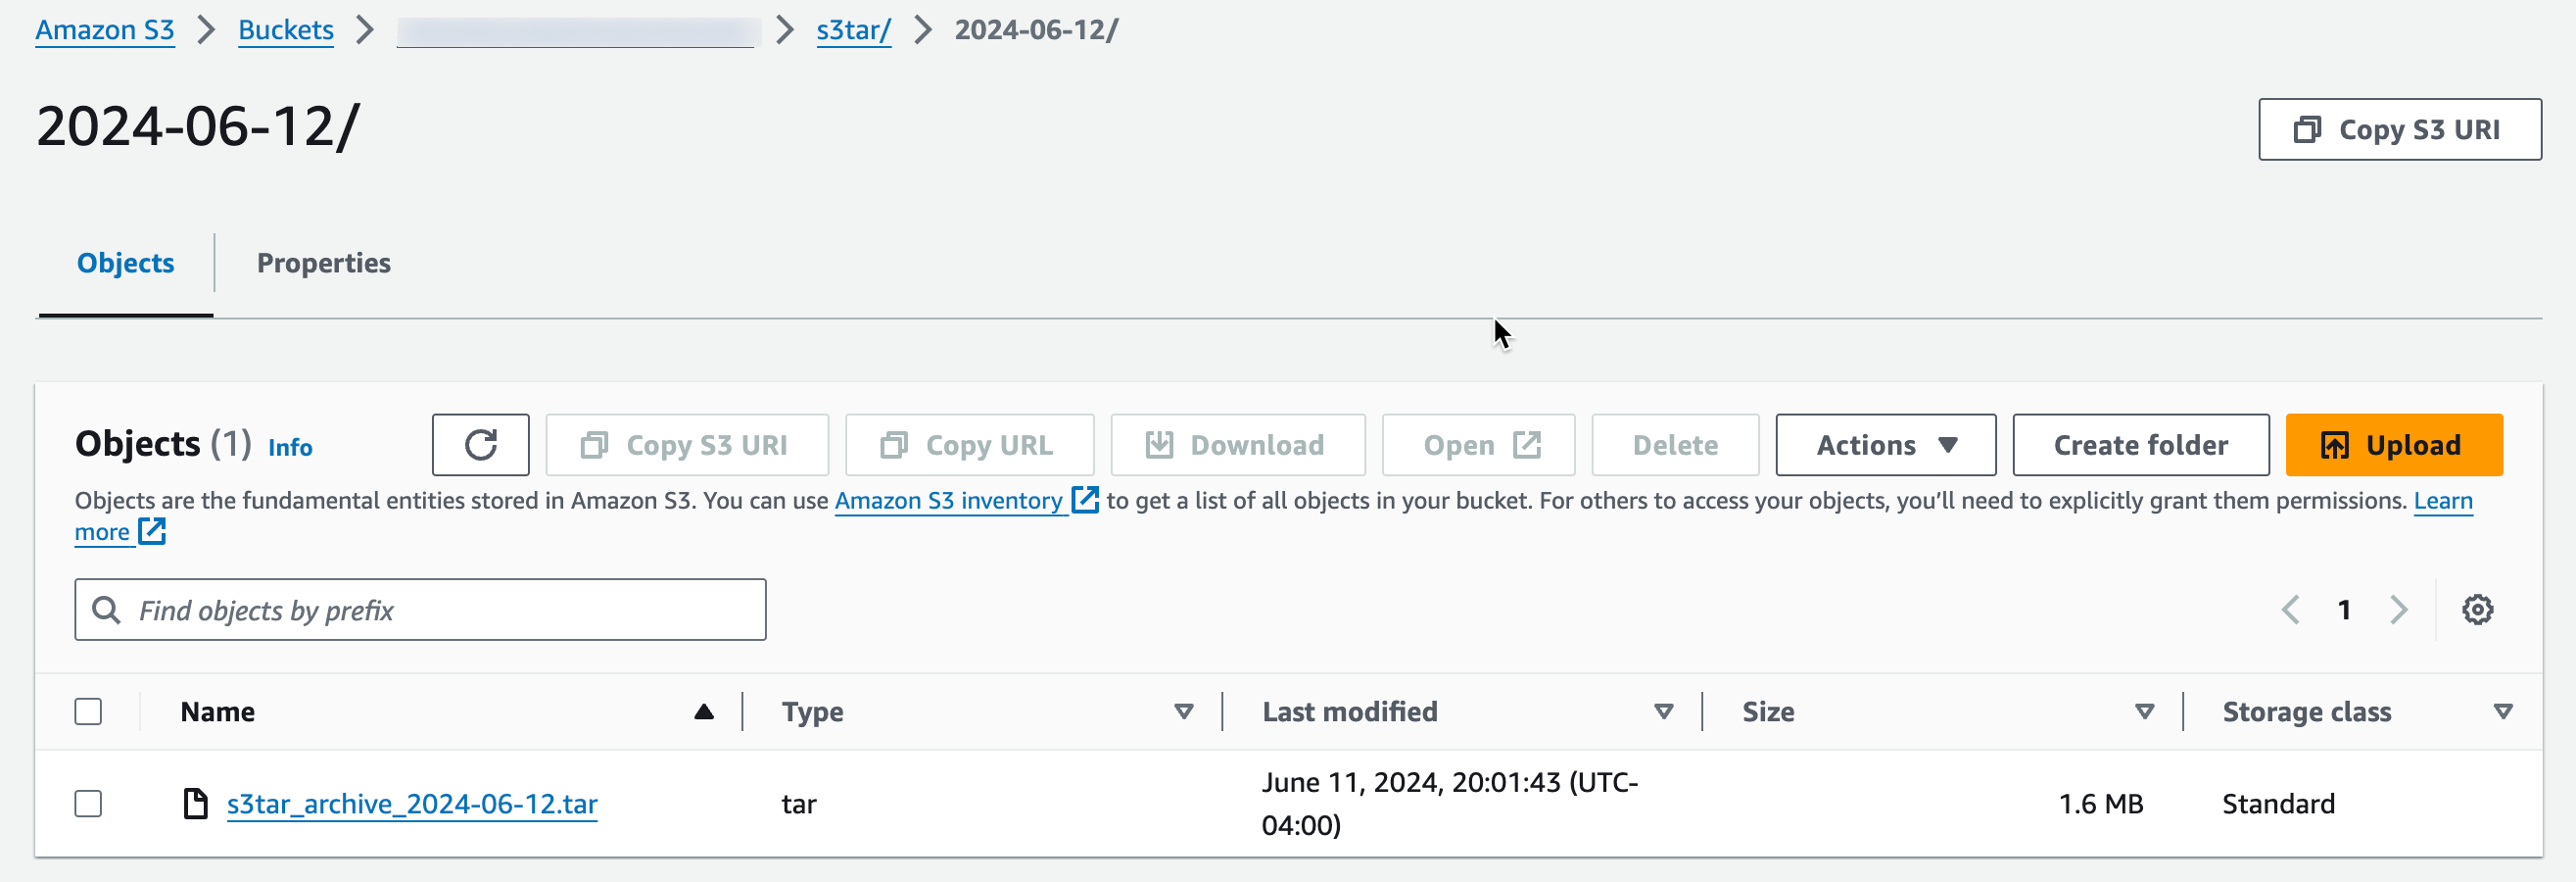 Amazon S3 Buckets s3tar/ 2024-06-12/
2024-06-12/
Copy S3 URI
Objects Properties
Objects (1) Info Copy S3 URI Copy URL Download Open Delete Actions Create folder Upload
Objects are the fundamental entities stored in Amazon S3. You can use Amazon S3 inventory to get a list of all objects in your bucket. For others to access your objects, you’ll need to explicitly grant them permissions. Learn
more
Find objects by prefix 1
Name Type Last modified Size Storage class
s3tar_archive_2024-06-12.tar tar June 11, 2024, 20:01:43 (UTC-
04:00) 1.6 MB Standard